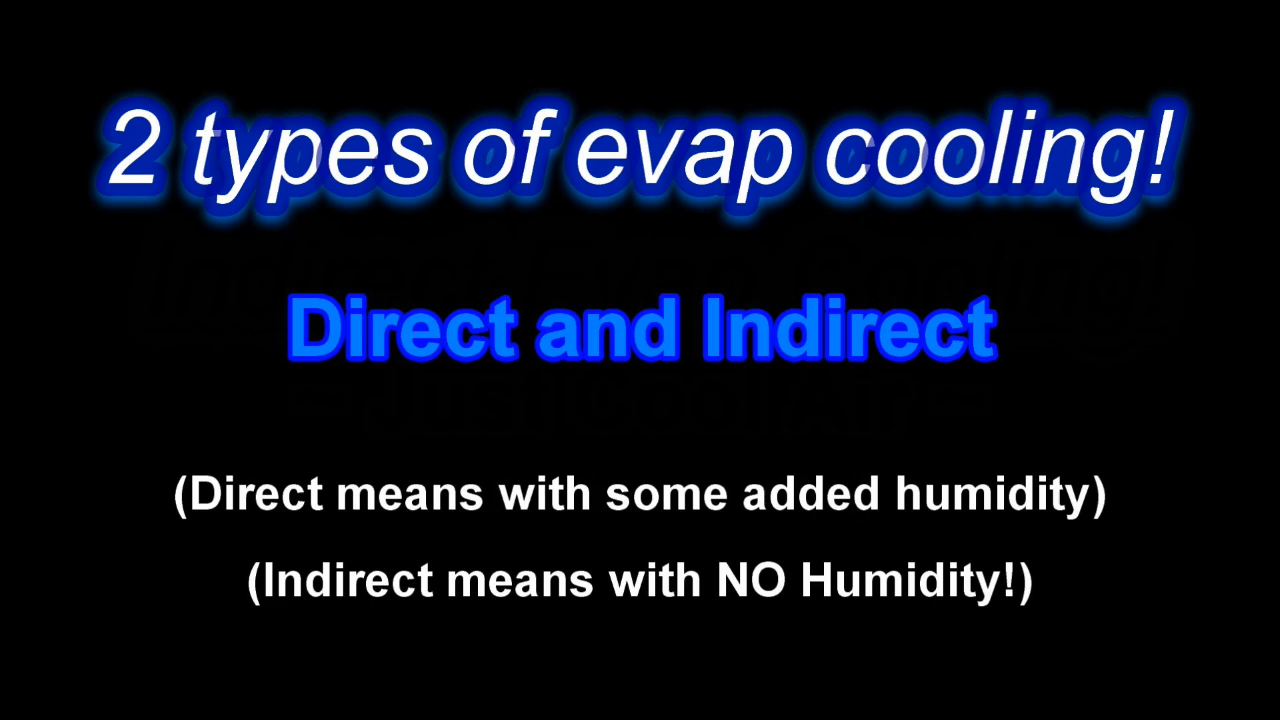 2 types of evap cooling!
Direct and Indirect
(Direct means with some added humidity)
(Indirect means with NO Humidity!)